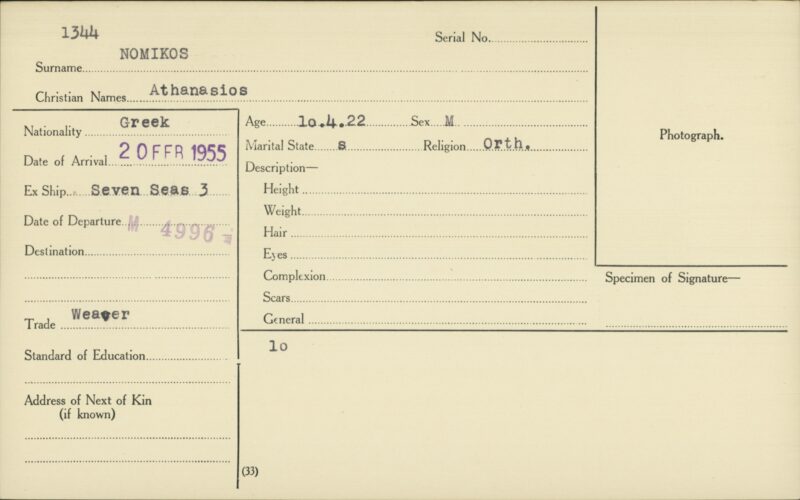 1344
Serial No.
NOMIKOS
Surname
Christian Names Athanasios
Nationality Greek
Date of Arrival 20 FFR 1955
Ex Ship Seven Seas 3
Date of Departure M 4996
Destination
Trade Weaver
Standard of Education
Address of Next of Kin
(if known)
Age 1o.4.22 Sex M
Marital State s Religion Orth.
Description—
Height
Weight
Hair
Eyes
Complexion
Scars
General
1o
(33)
Photograph.
Specimen of Signature—